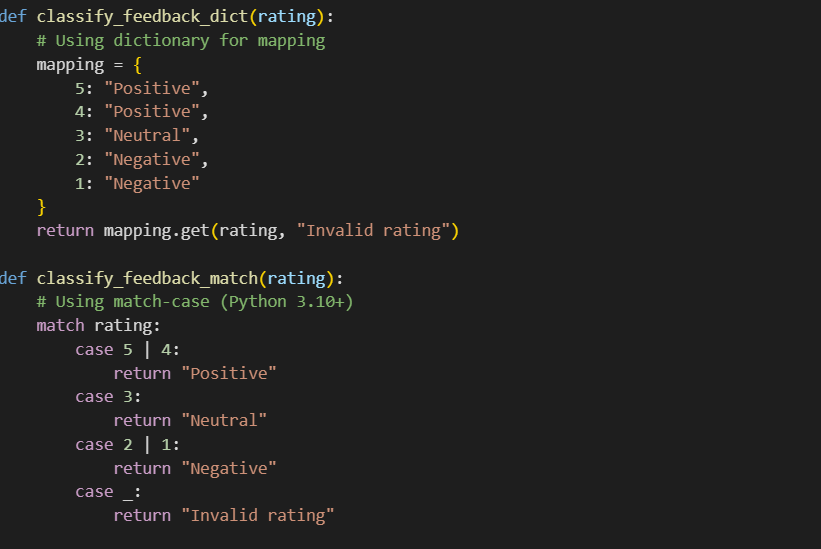 def classify_feedback_dict(rating):
    # Using dictionary for mapping
    mapping = {
        5: "Positive",
        4: "Positive",
        3: "Neutral",
        2: "Negative",
        1: "Negative"
    }
    return mapping.get(rating, "Invalid rating")

def classify_feedback_match(rating):
    # Using match-case (Python 3.10+)
    match rating:
        case 5 | 4:
            return "Positive"
        case 3:
            return "Neutral"
        case 2 | 1:
            return "Negative"
        case _:
            return "Invalid rating"